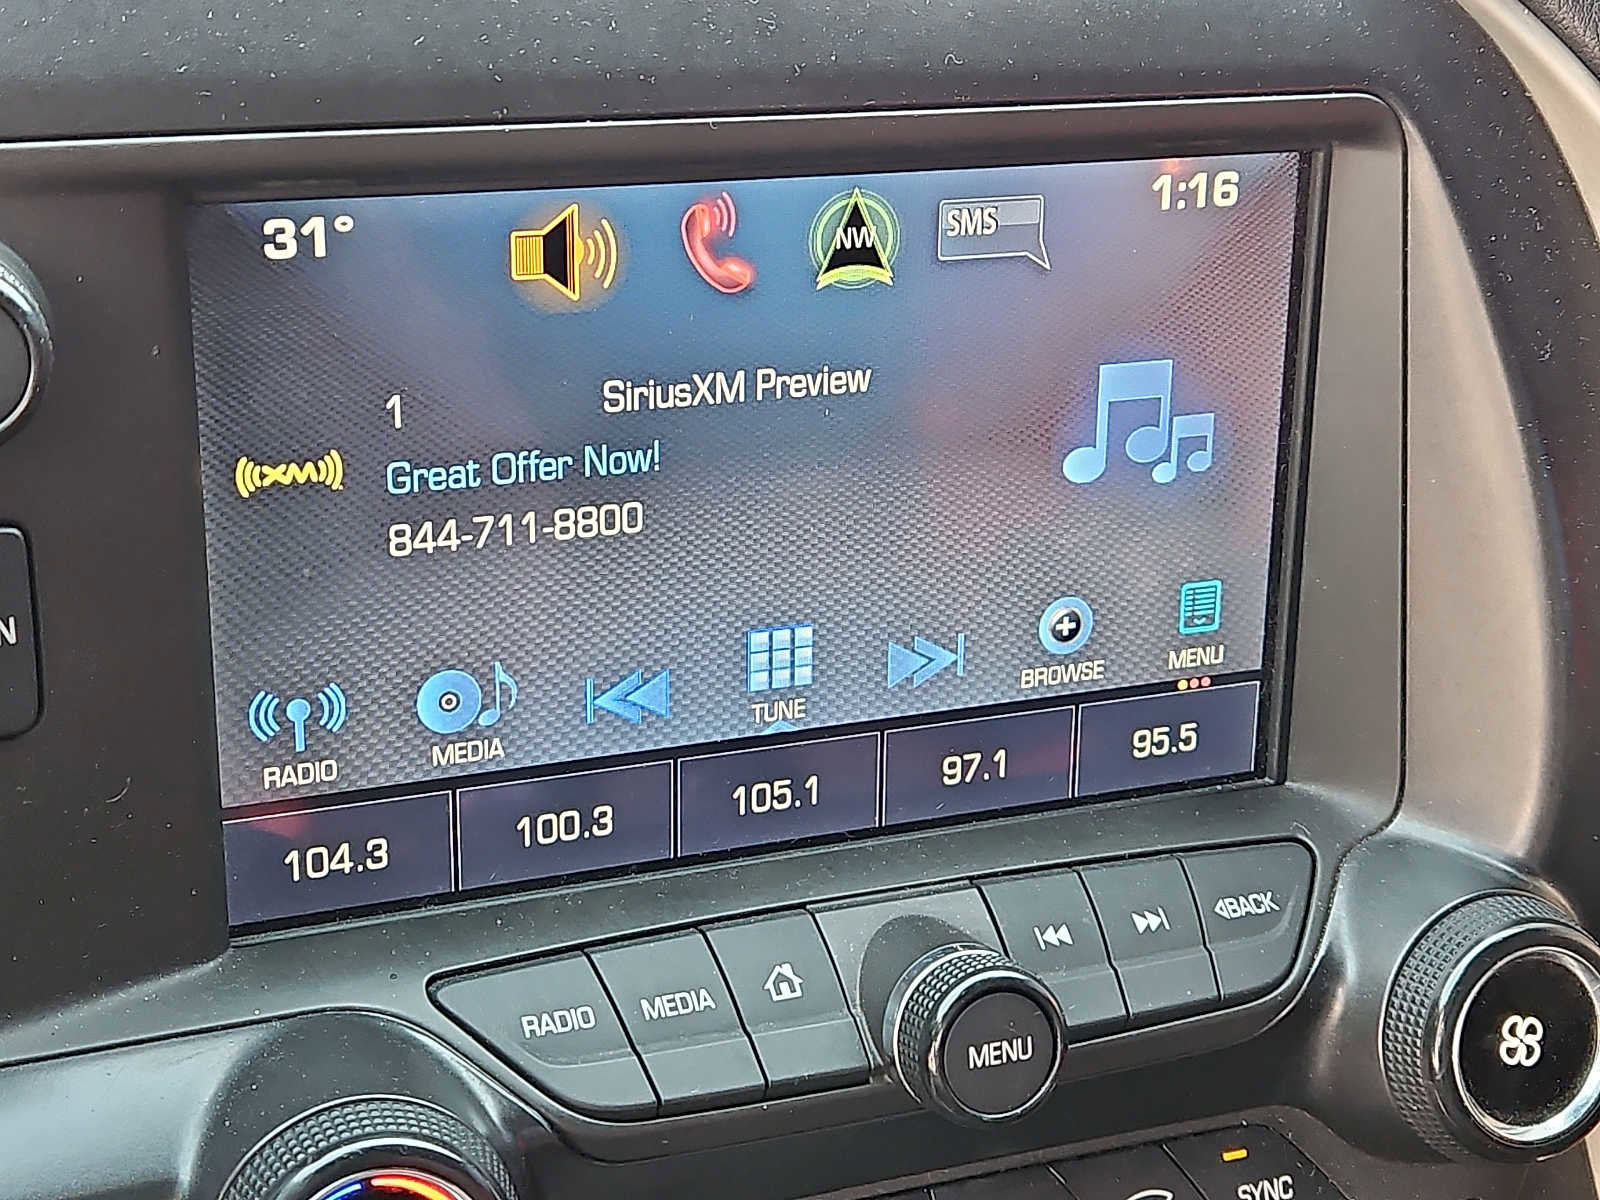 31°
NW
SMS
1:16
1
SiriusXM Preview
XM
Great Offer Now!
844-711-8800
RADIO
MEDIA
TUNE
BROWSE
MENU
104.3
100.3
105.1
97.1
95.5
RADIO
MEDIA
MENU
BACK
SYNC